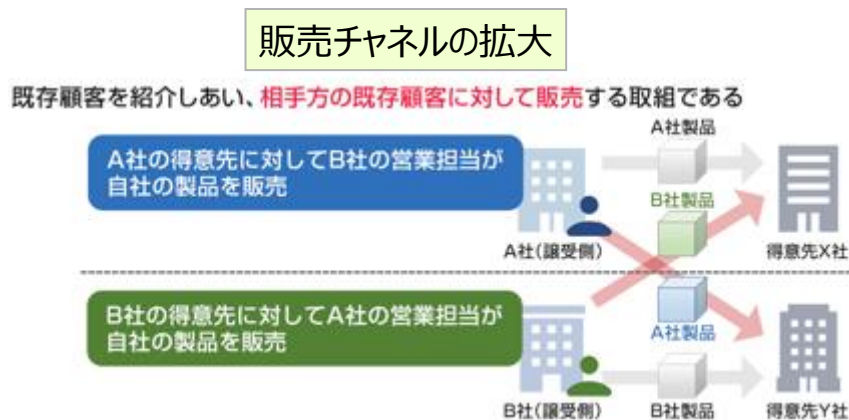 販売チャネルの拡大
既存顧客を紹介しあい、相手方の既存顧客に対して販売する取組である
A社の得意先に対してB社の営業担当が
自社の製品を販売
A社製品
B社製品
A社(譲受側)
得意先X社
B社の得意先に対してA社の営業担当が
自社の製品を販売
A社製品
B社(譲受側)
B社製品
得意先Y社